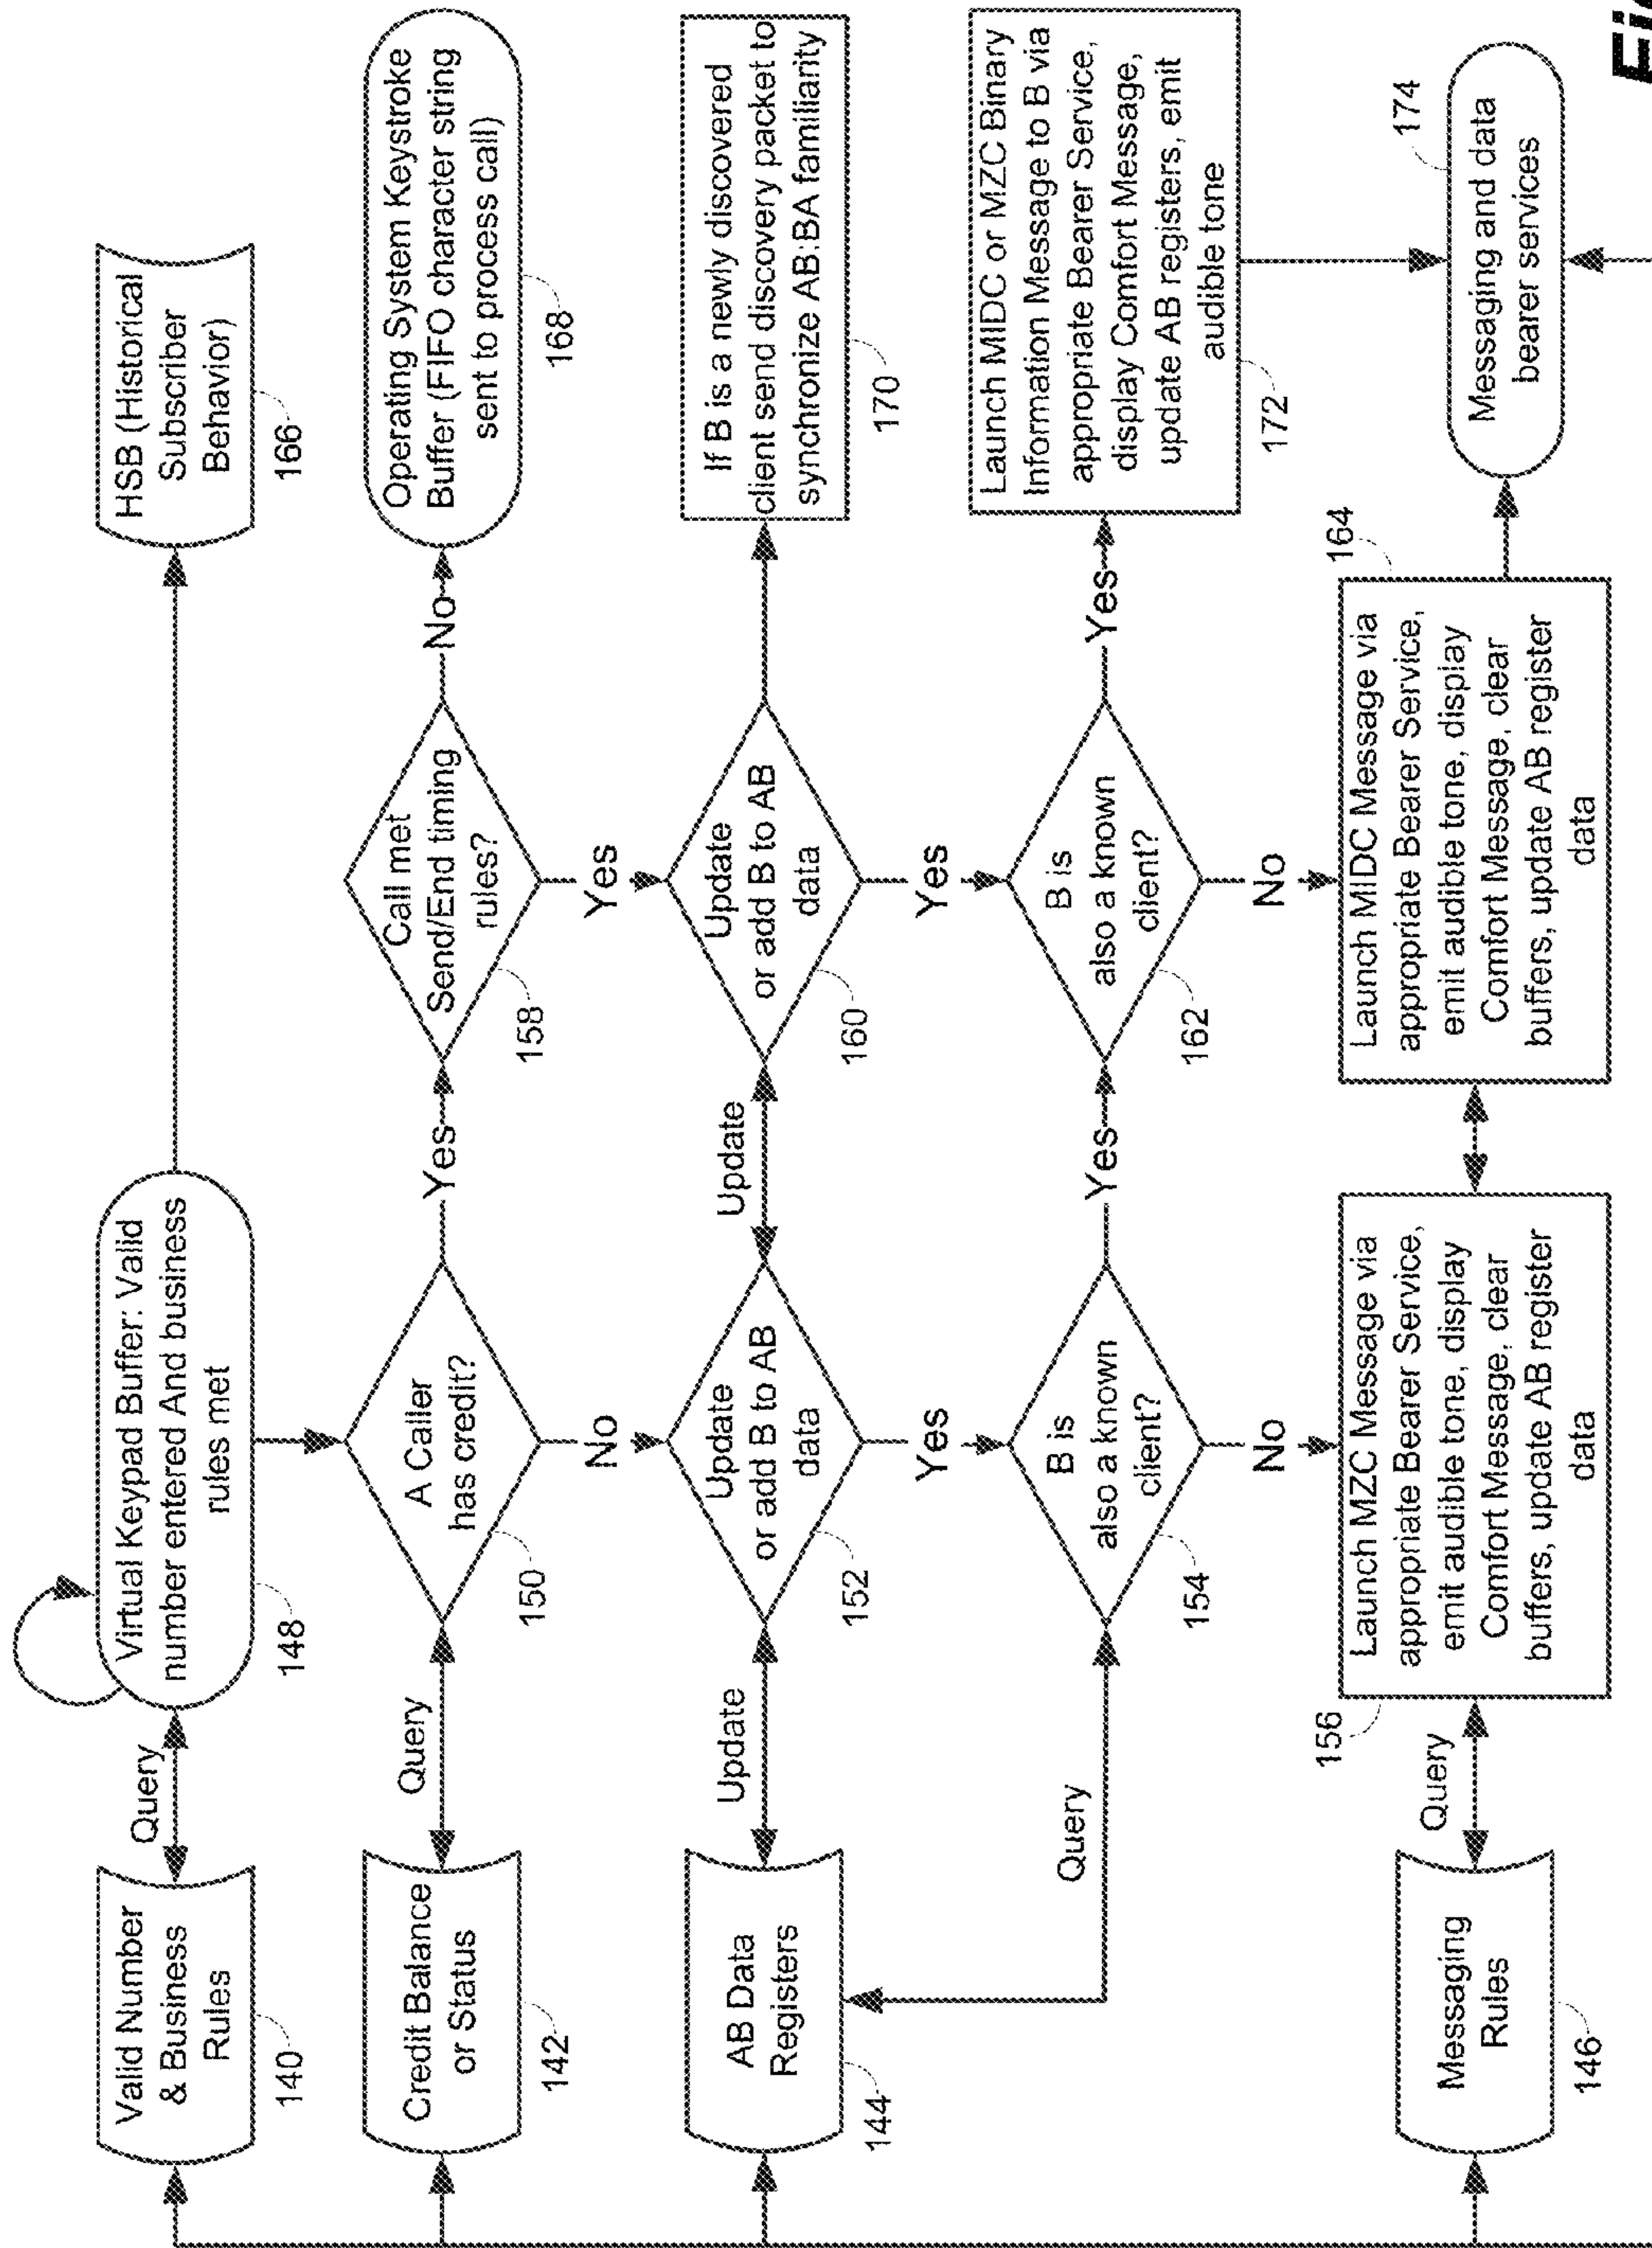 Valid Number
& Business
Rules
140
Query
Virtual Keypad Buffer: Valid
number entered And business
rules met
148
HSB (Historical
Subscriber
Behavior)
166
Credit Balance
or Status
142
Query
A Caller
has credit?
150
Yes
Call met
Send/End timing
rules?
158
No
Operating System Keystroke
Buffer (FIFO character string
sent to process call)
168
No
Yes
AB Data
Registers
144
Update
Update
or add B to AB
data
152
Update
Update
or add B to AB
data
160
If B is a newly discovered
client send discovery packet to
synchronize AB:BA familiarity
170
Yes
Yes
Query
B is
also a known
client?
154
Yes
B is
also a known
client?
162
Yes
Launch MIDC or MZC Binary
Information Message to B via
appropriate Bearer Service,
display Comfort Message,
update AB registers, emit
audible tone
172
No
No
Messaging
Rules
146
Query
156
Launch MZC Message via
appropriate Bearer Service,
emit audible tone, display
Comfort Message, clear
buffers, update AB register
data
164
Launch MIDC Message via
appropriate Bearer Service,
emit audible tone, display
Comfort Message, clear
buffers, update AB register
data
174
Messaging and data
bearer services